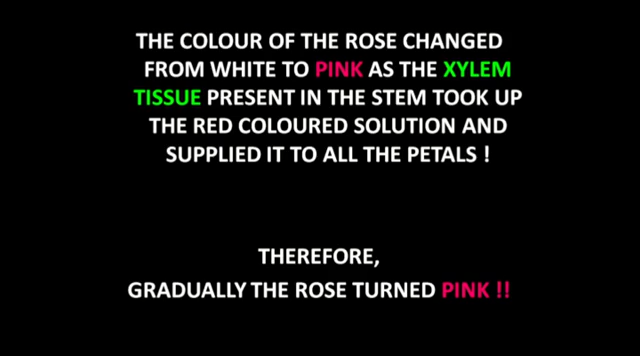 THE COLOUR OF THE ROSE CHANGED
FROM WHITE TO PINK AS THE XYLEM
TISSUE PRESENT IN THE STEM TOOK UP
THE RED COLOURED SOLUTION AND
SUPPLIED IT TO ALL THE PETALS !
THEREFORE,
GRADUALLY THE ROSE TURNED PINK !!